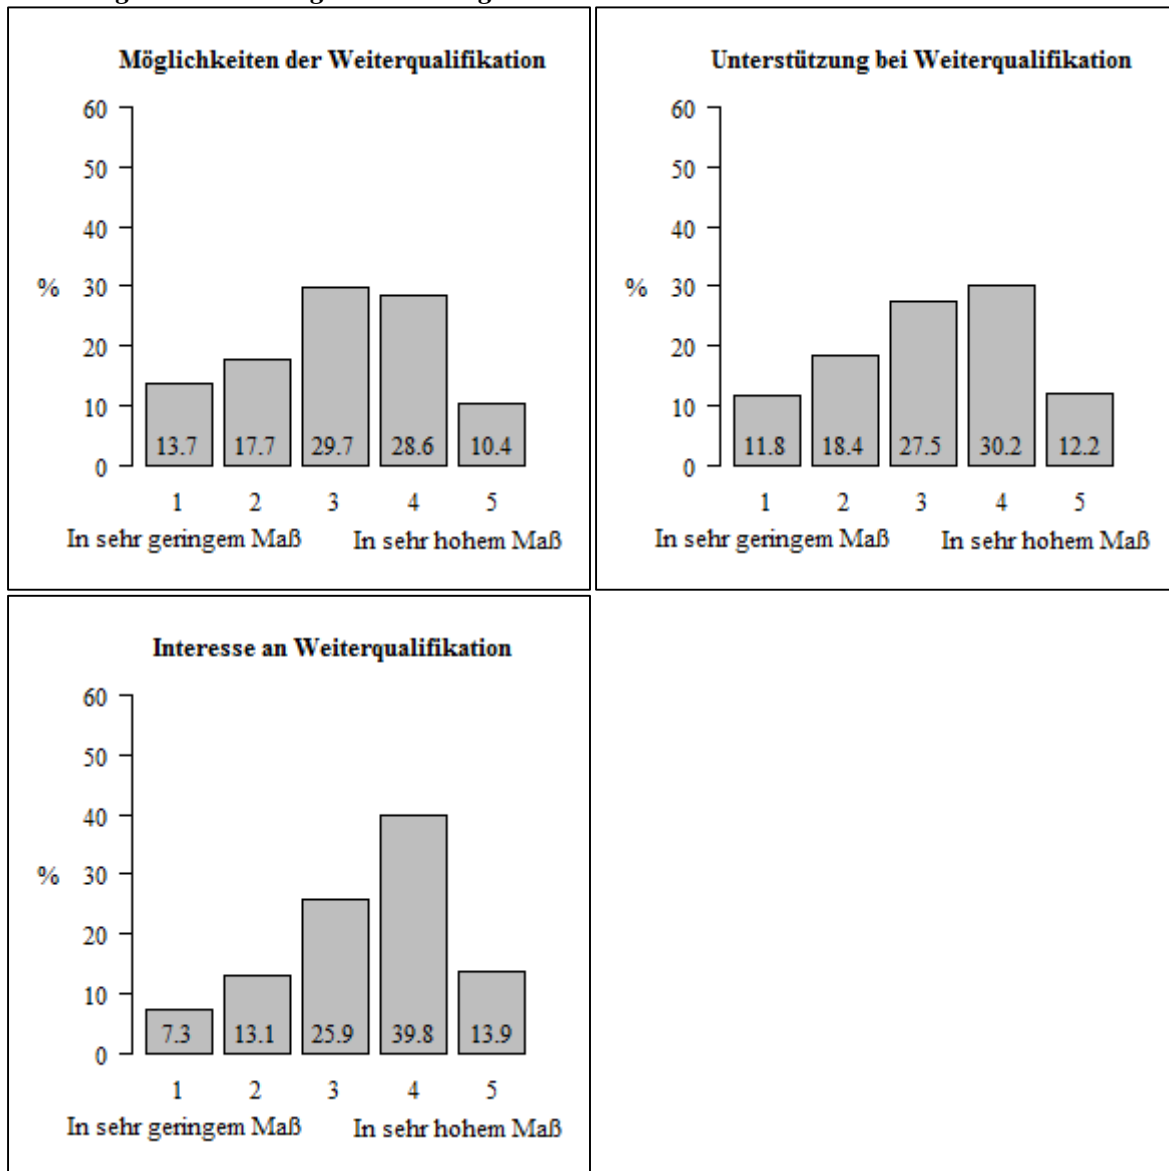 Möglichkeiten der Weiterqualifikation
60
50
40
% 30
20
10
0
13.7 17.7 29.7 28.6 10.4
1 2 3 4 5
In sehr geringem Maß In sehr hohem Maß
Unterstützung bei Weiterqualifikation
60
50
40
% 30
20
10
0
11.8 18.4 27.5 30.2 12.2
1 2 3 4 5
In sehr geringem Maß In sehr hohem Maß
Interesse an Weiterqualifikation
60
50
40
% 30
20
10
0
7.3 13.1 25.9 39.8 13.9
1 2 3 4 5
In sehr geringem Maß In sehr hohem Maß